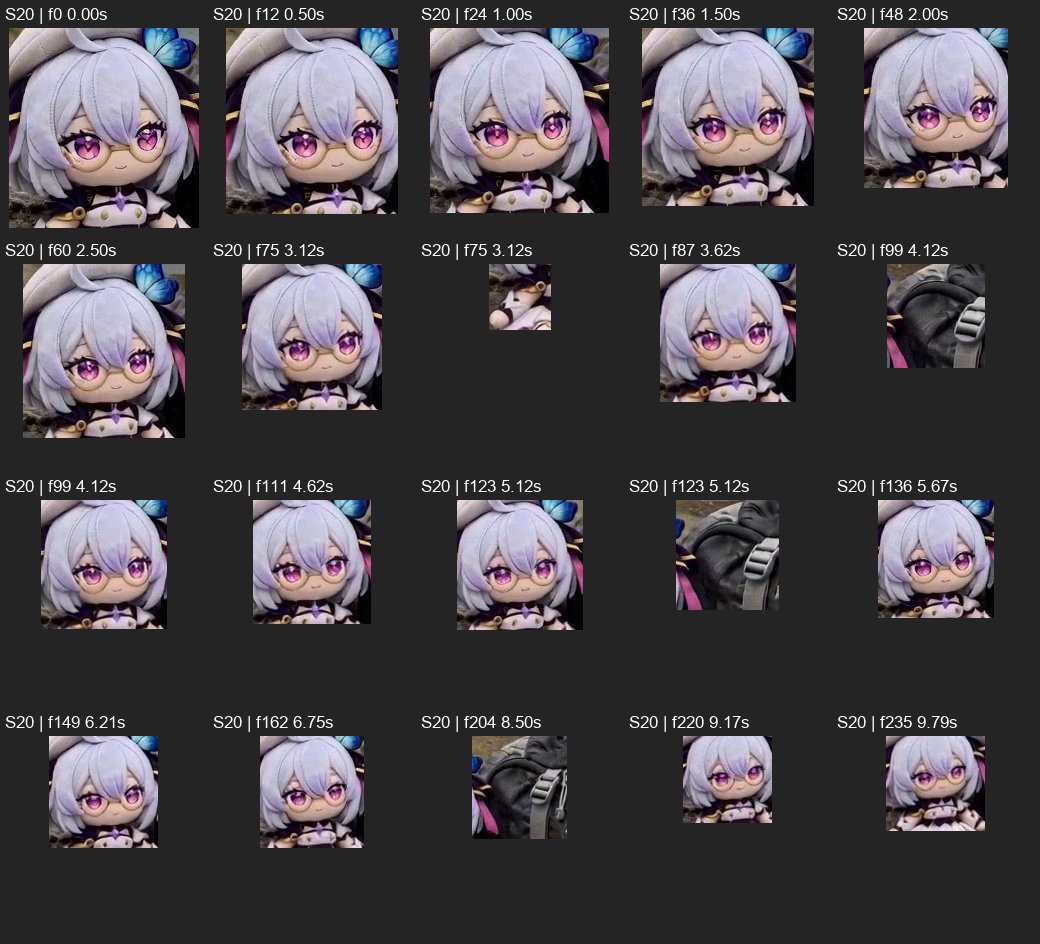 S20 | f0 0.00s
S20 | f12 0.50s
S20 | f24 1.00s
S20 | f36 1.50s
S20 | f48 2.00s
S20 | f60 2.50s
S20 | f75 3.12s
S20 | f75 3.12s
S20 | f87 3.62s
S20 | f99 4.12s
S20 | f99 4.12s
S20 | f111 4.62s
S20 | f123 5.12s
S20 | f123 5.12s
S20 | f136 5.67s
S20 | f149 6.21s
S20 | f162 6.75s
S20 | f204 8.50s
S20 | f220 9.17s
S20 | f235 9.79s